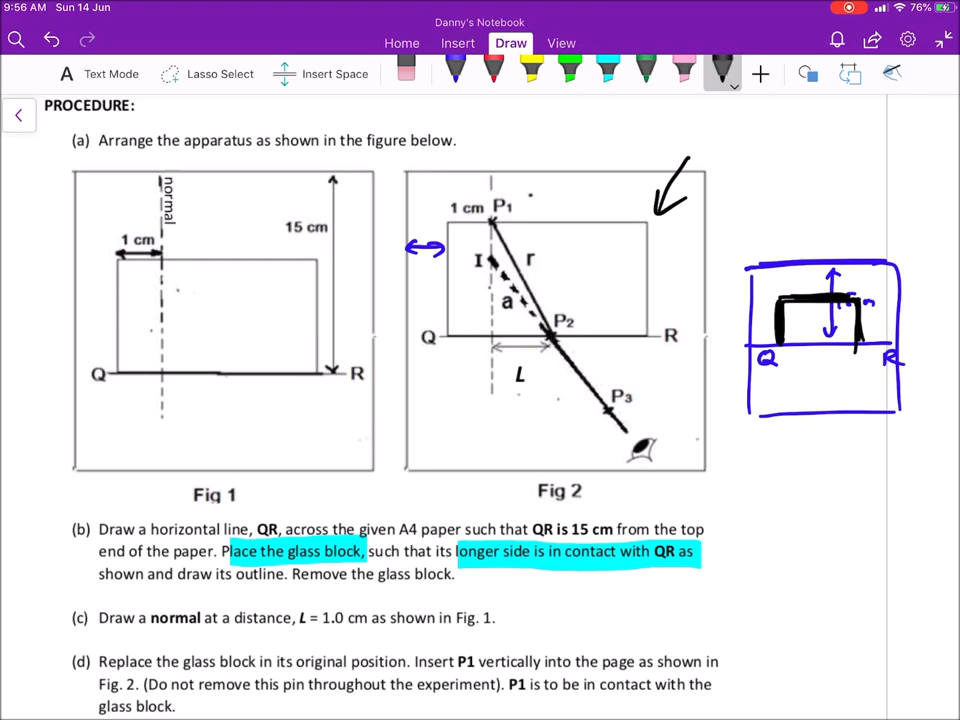 9:56 AM Sun 14 Jun
76%
Danny's Notebook
Home Insert Draw View
A Text Mode Lasso Select Insert Space
PROCEDURE:
(a) Arrange the apparatus as shown in the figure below.
normal
1 cm
15 cm
Q
R
Fig 1
1 cm P1
I
r
a
P2
Q
R
L
P3
Fig 2
Q
R
(b) Draw a horizontal line, QR, across the given A4 paper such that QR is 15 cm from the top
end of the paper. Place the glass block, such that its longer side is in contact with QR as
shown and draw its outline. Remove the glass block.
(c) Draw a normal at a distance, L = 1.0 cm as shown in Fig. 1.
(d) Replace the glass block in its original position. Insert P1 vertically into the page as shown in
Fig. 2. (Do not remove this pin throughout the experiment). P1 is to be in contact with the
glass block.